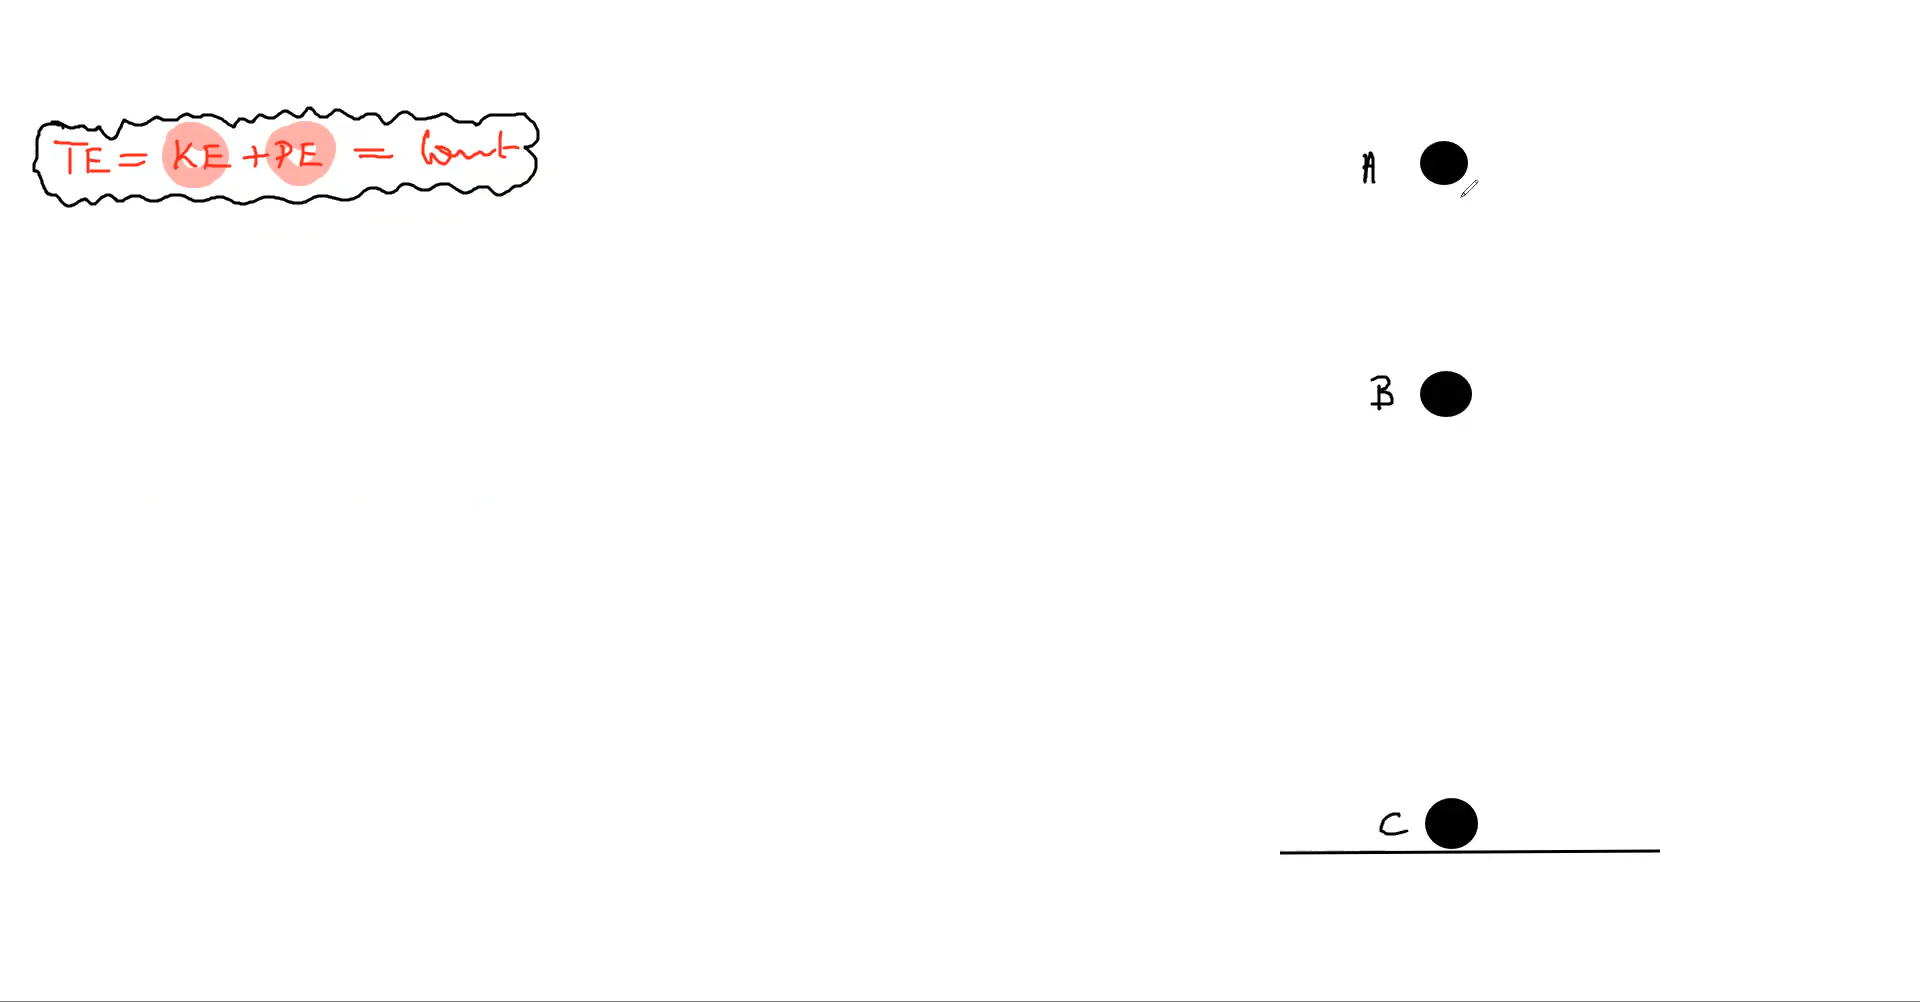 TE = KE + PE = Const
A
B
C